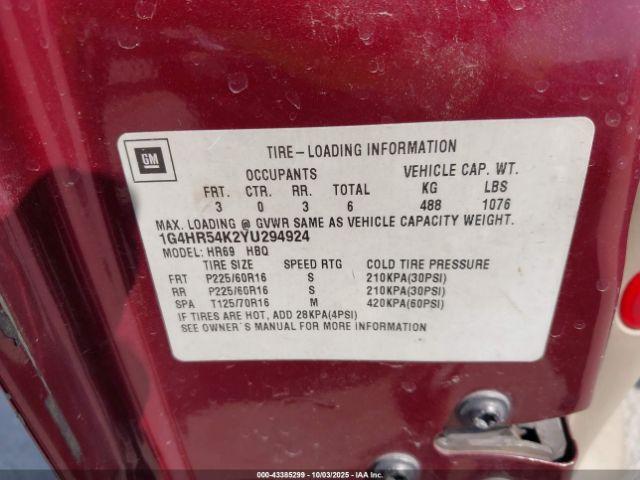 GM
TIRE-LOADING INFORMATION
OCCUPANTS VEHICLE CAP. WT.
FRT. CTR. RR. TOTAL KG LBS
3 0 3 6 488 1076
MAX. LOADING @ GVWR SAME AS VEHICLE CAPACITY WEIGHT.
1G4HR54K2YU294924
MODEL: HR69 HBQ
TIRE SIZE SPEED RTG COLD TIRE PRESSURE
FRT P225/60R16 S 210KPA(30PSI)
RR P225/60R16 S 210KPA(30PSI)
SPA T125/70R16 M 420KPA(60PSI)
IF TIRES ARE HOT, ADD 28KPA(4PSI)
SEE OWNER'S MANUAL FOR MORE INFORMATION
000-43385299 - 10/03/2025 - IAA Inc.